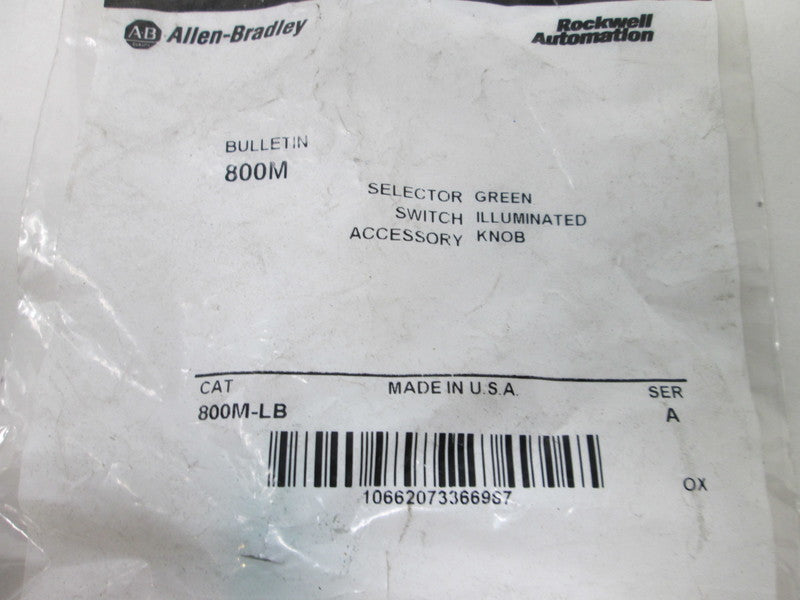 AB
Allen-Bradley
Rockwell
Automation
BULLETIN
800M
SELECTOR GREEN
SWITCH ILLUMINATED
ACCESSORY KNOB
CAT MADE IN U.S.A. SER
800M-LB A
10662073366987
OX